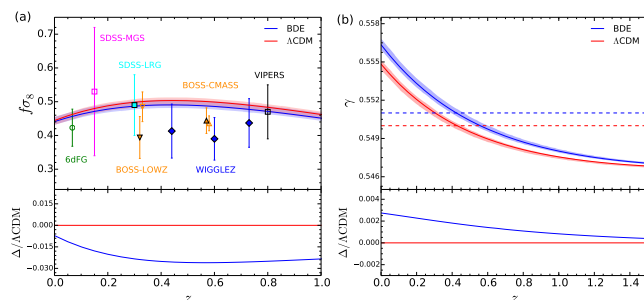 (a)
SDSS-MGS
BDE
ΛCDM
SDSS-LRG
BOSS-CMASS
VIPERS
6dFG
BOSS-LOWZ
WIGGLEZ
fσ8
0.7
0.6
0.5
0.4
0.3
Δ/ΛCDM
0.015
0.000
−0.015
−0.030
0.0 0.2 0.4 0.6 0.8 1.0
z
(b)
BDE
ΛCDM
γ
0.558
0.555
0.552
0.549
0.546
Δ/ΛCDM
0.004
0.002
0.000
0.0 0.2 0.4 0.6 0.8 1.0 1.2 1.4
z